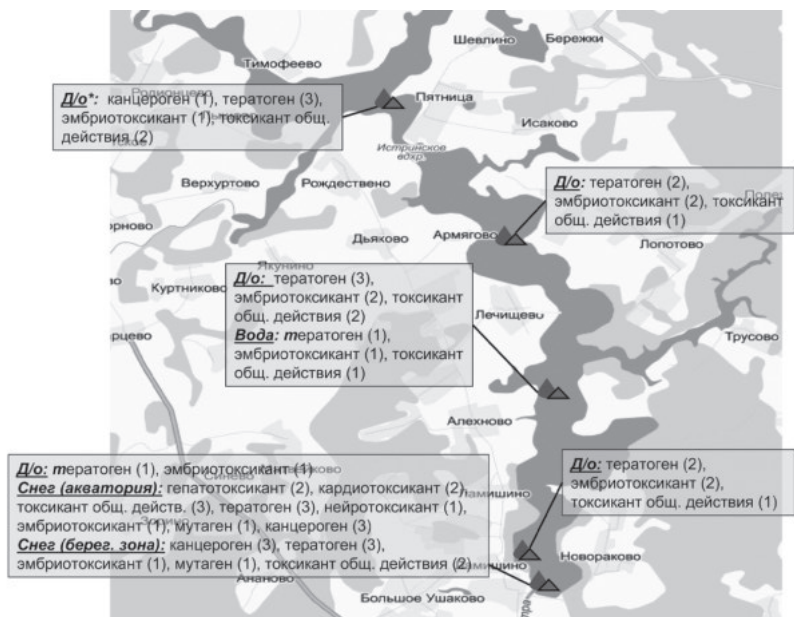 Шевлино
Бережки
Тимофеево
Родионцево
Д/о*: канцероген (1), тератоген (3),
эмбриотоксикант (1), токсикант общ.
действия (2)
Пятница
Исаково
Истринское
вдхр.
Верхуртово
Рождествено
Д/о: тератоген (2),
эмбриотоксикант (2), токсикант
общ. действия (1)
Армягово
Дьяково
Лопотово
Якунино
Куртниково
Д/о: тератоген (3),
эмбриотоксикант (2), токсикант
общ. действия (2)
Вода: тератоген (1),
эмбриотоксикант (1), токсикант
общ. действия (1)
Лечищево
Трусово
Алехново
Д/о: тератоген (1), эмбриотоксикант (1)
Снег (акватория): гепатотоксикант (2), кардиотоксикант (2),
токсикант общ. действ. (3), тератоген (3), нейротоксикант (1),
эмбриотоксикант (1), мутаген (1), канцероген (3)
Снег (берег. зона): канцероген (3), тератоген (3),
эмбриотоксикант (1), мутаген (1), токсикант общ. действия (2)
Синево
Д/о: тератоген (2),
эмбриотоксикант (2),
токсикант общ. действия (1)
Новораково
Ананово
Большое Ушаково